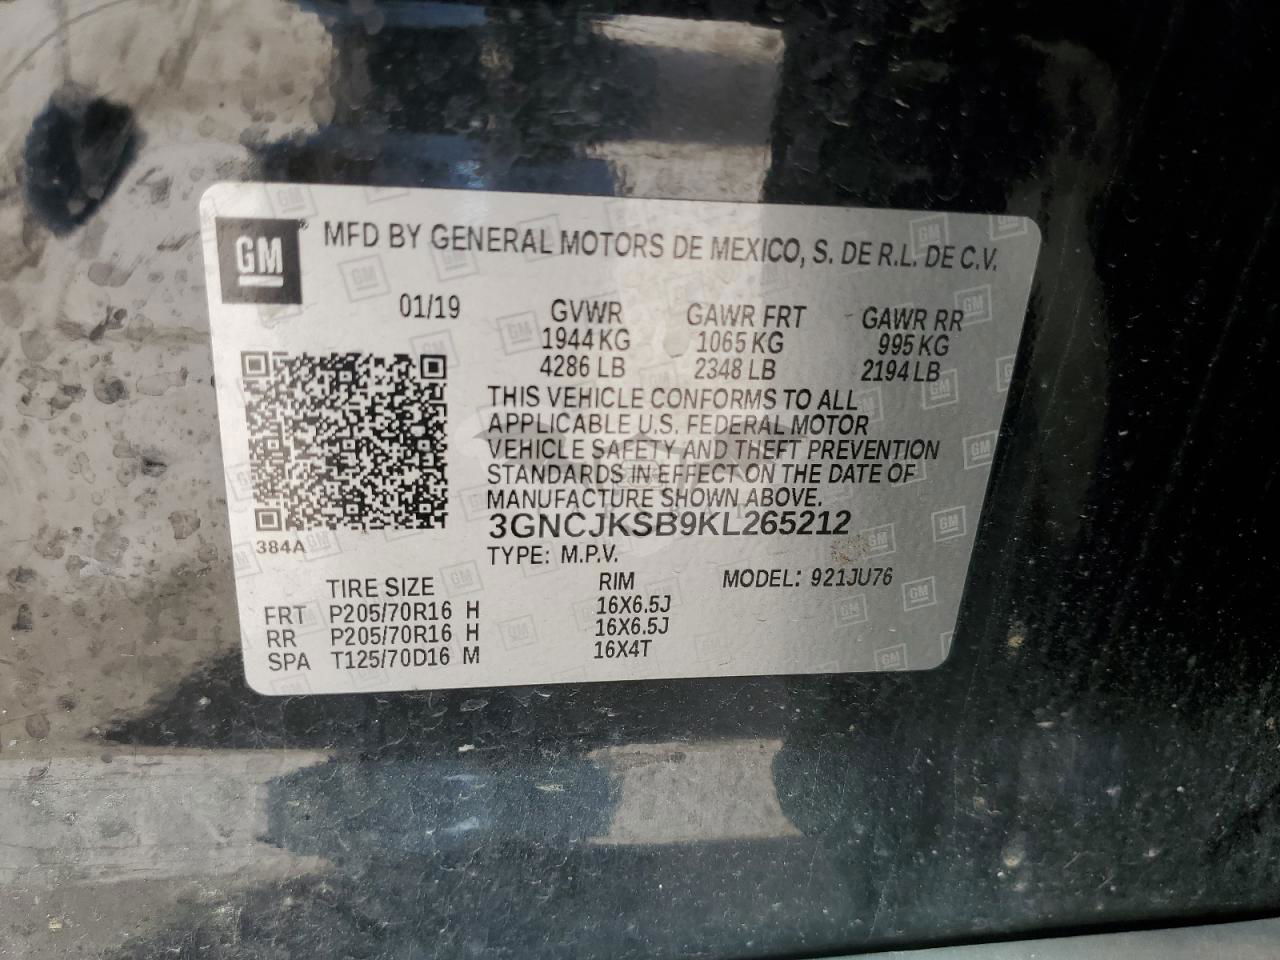 GM
MFD BY GENERAL MOTORS DE MEXICO, S. DE R.L. DE C.V.
01/19 GVWR GAWR FRT GAWR RR
1944 KG 1065 KG 995 KG
4286 LB 2348 LB 2194 LB
THIS VEHICLE CONFORMS TO ALL
APPLICABLE U.S. FEDERAL MOTOR
VEHICLE SAFETY AND THEFT PREVENTION
STANDARDS IN EFFECT ON THE DATE OF
MANUFACTURE SHOWN ABOVE.
3GNCJKSB9KL265212
384A
TYPE: M.P.V.
TIRE SIZE RIM MODEL: 921JU76
FRT P205/70R16 H 16X6.5J
RR P205/70R16 H 16X6.5J
SPA T125/70D16 M 16X4T